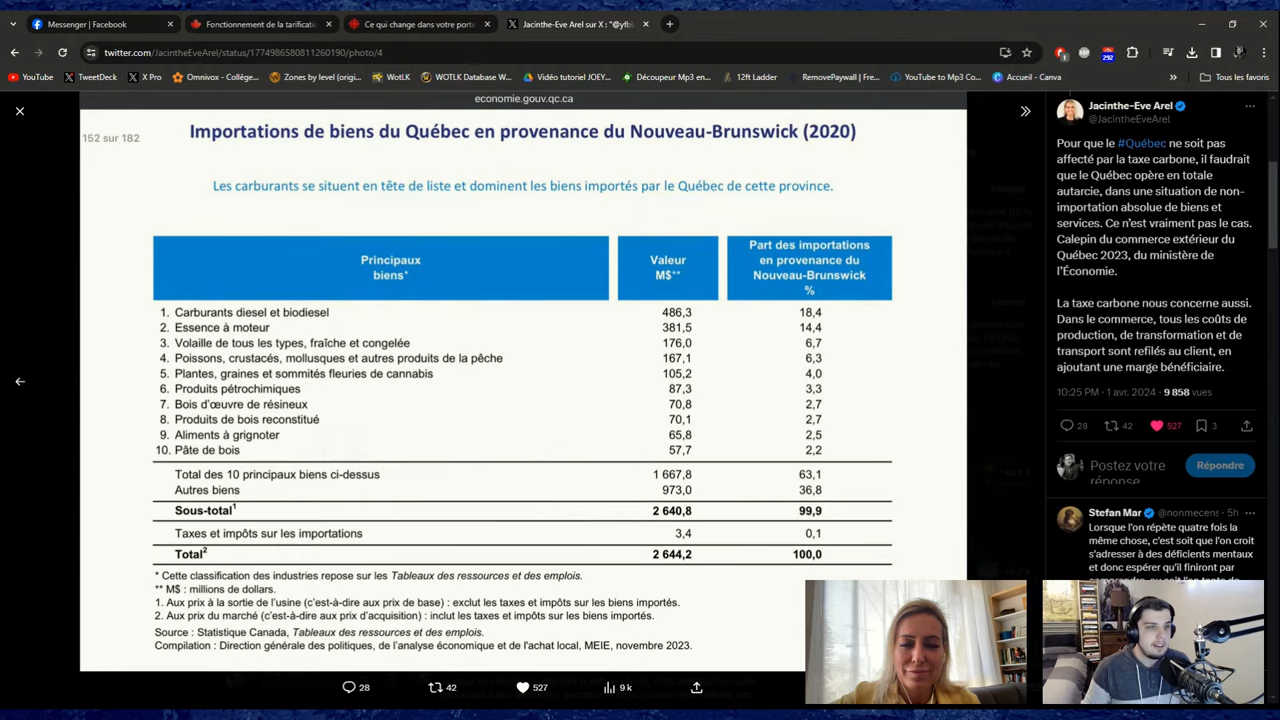 Messenger | Facebook
Fonctionnement de la tarificatio
Ce qui change dans votre porte
Jacinthe-Eve Arel sur X : "@yfbl
twitter.com/JacintheEveArel/status/1774986580811260190/photo/4
1
292
YouTube
TweetDeck
X Pro
Omnivox - Collège...
Zones by level (origi...
WotLK
WOTLK Database W...
Vidéo tutoriel JOEY...
Découpeur Mp3 en...
12ft Ladder
RemovePaywall | Fre...
YouTube to Mp3 Co...
Accueil - Canva
Tous les favoris
economie.gouv.qc.ca
152 sur 182
Importations de biens du Québec en provenance du Nouveau-Brunswick (2020)
Les carburants se situent en tête de liste et dominent les biens importés par le Québec de cette province.
Principaux
biens*
Valeur
M$**
Part des importations
en provenance du
Nouveau-Brunswick
%
1. Carburants diesel et biodiesel 486,3 18,4
2. Essence à moteur 381,5 14,4
3. Volaille de tous les types, fraîche et congelée 176,0 6,7
4. Poissons, crustacés, mollusques et autres produits de la pêche 167,1 6,3
5. Plantes, graines et sommités fleuries de cannabis 105,2 4,0
6. Produits pétrochimiques 87,3 3,3
7. Bois d'œuvre de résineux 70,8 2,7
8. Produits de bois reconstitué 70,1 2,7
9. Aliments à grignoter 65,8 2,5
10. Pâte de bois 57,7 2,2
Total des 10 principaux biens ci-dessus 1 667,8 63,1
Autres biens 973,0 36,8
Sous-total1 2 640,8 99,9
Taxes et impôts sur les importations 3,4 0,1
Total2 2 644,2 100,0
* Cette classification des industries repose sur les Tableaux des ressources et des emplois.
** M$ : millions de dollars.
1. Aux prix à la sortie de l'usine (c'est-à-dire aux prix de base) : exclut les taxes et impôts sur les biens importés.
2. Aux prix du marché (c'est-à-dire aux prix d'acquisition) : inclut les taxes et impôts sur les biens importés.
Source : Statistique Canada, Tableaux des ressources et des emplois.
Compilation : Direction générale des politiques, de l'analyse économique et de l'achat local, MEIE, novembre 2023.
28
42
527
9 k
Jacinthe-Eve Arel
@JacintheEveArel
Pour que le #Québec ne soit pas
affecté par la taxe carbone, il faudrait
que le Québec opère en totale
autarcie, dans une situation de non-
importation absolue de biens et
services. Ce n'est vraiment pas le cas.
Calepin du commerce extérieur du
Québec 2023, du ministère de
l'Économie.
La taxe carbone nous concerne aussi.
Dans le commerce, tous les coûts de
production, de transformation et de
transport sont refilés au client, en
ajoutant une marge bénéficiaire.
10:25 PM · 1 avr. 2024 · 9 858 vues
28
42
527
3
Postez votre
réponse
Répondre
Stefan Mar @nonmecens · 5h
Lorsque l'on répète quatre fois la
même chose, c'est soit que l'on croit
s'adresser à des déficients mentaux
et donc espérer qu'il finiront par